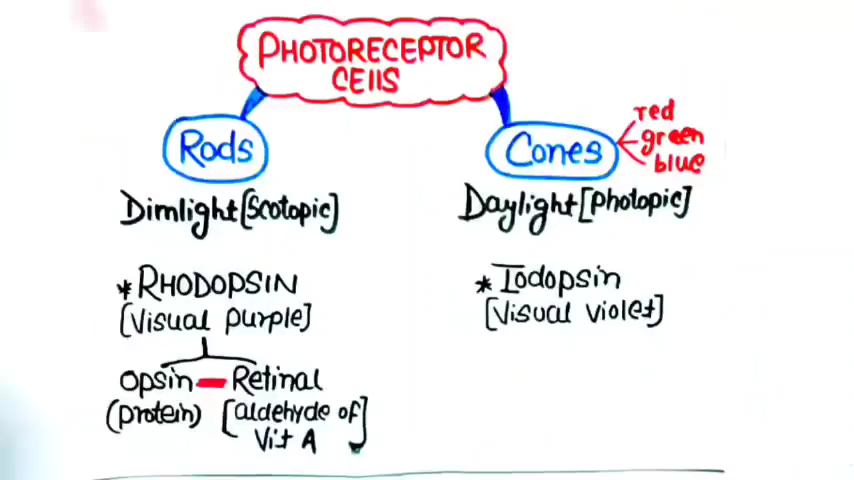 PHOTORECEPTOR
CEllS
Rods
Cones
red
green
blue
Dimlight [Scotopic]
Daylight [Photopic]
* RHODOPSIN
[Visual purple]
* Iodopsin
[Visual violet]
opsin — Retinal
(protein) [aldehyde of
Vit A]